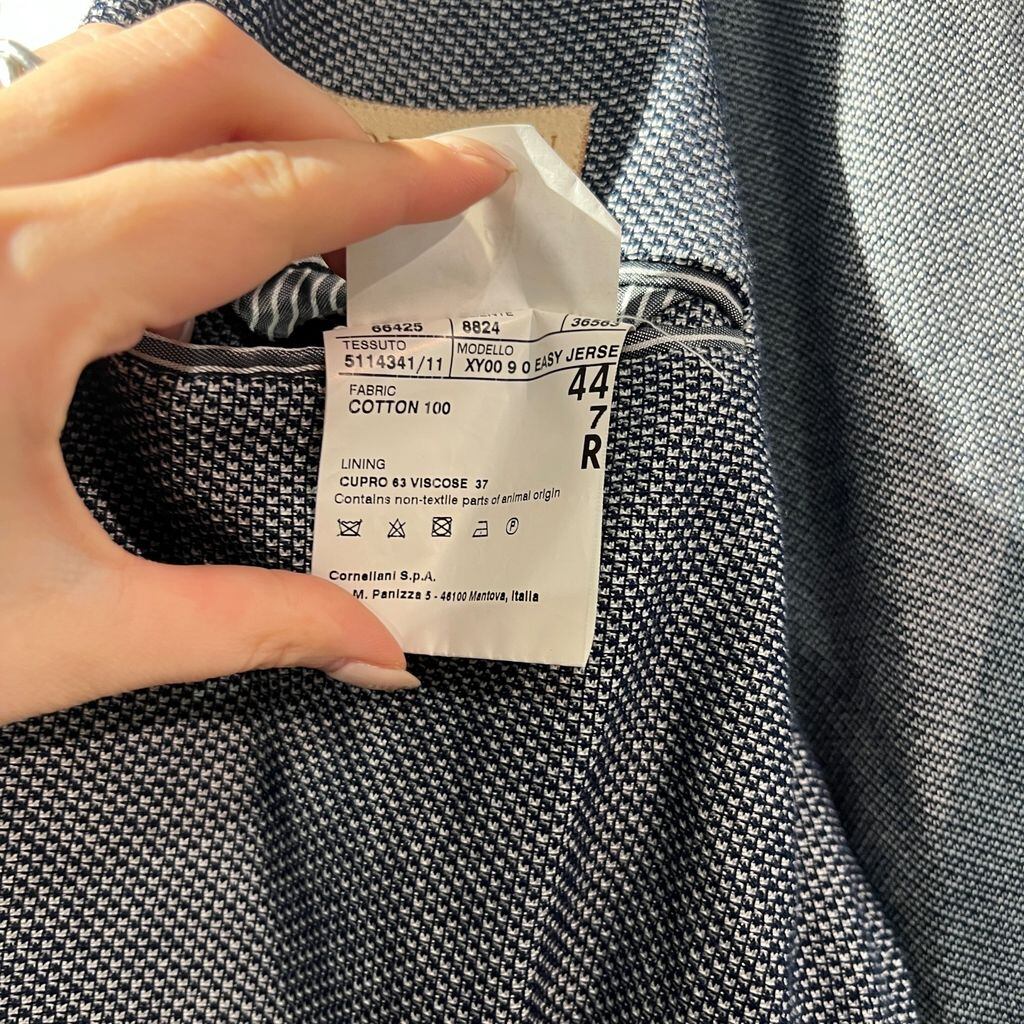 66425 8824 36583
TESSUTO MODELLO
5114341/11 XY00 9 0 EASY JERSE
44
7
R
FABRIC
COTTON 100
LINING
CUPRO 63 VISCOSE 37
Contains non-textile parts of animal origin
P
Corneliani S.p.A.
M. Panizza 5 - 46100 Mantova, Italia